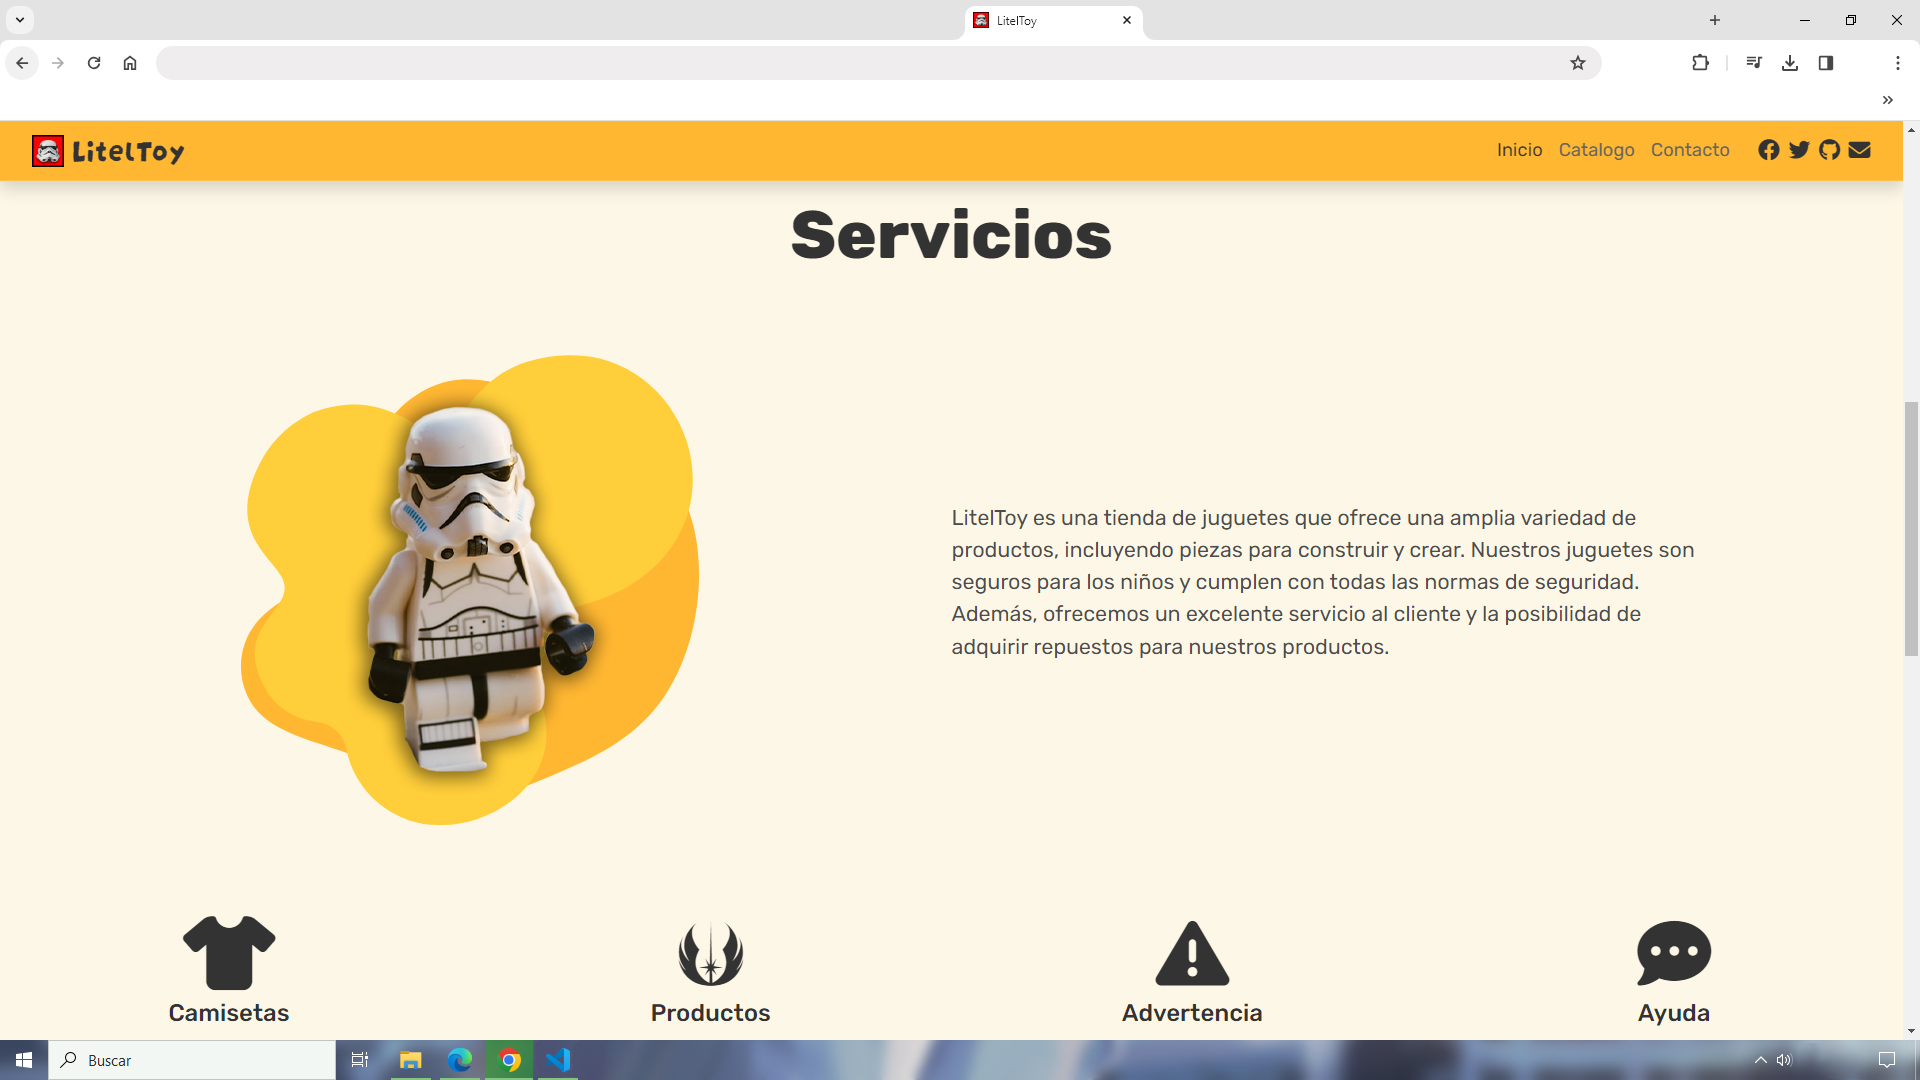 LitelToy
LitelToy
Inicio Catalogo Contacto
Servicios
LitelToy es una tienda de juguetes que ofrece una amplia variedad de
productos, incluyendo piezas para construir y crear. Nuestros juguetes son
seguros para los niños y cumplen con todas las normas de seguridad.
Además, ofrecemos un excelente servicio al cliente y la posibilidad de
adquirir repuestos para nuestros productos.
Camisetas Productos Advertencia Ayuda
Buscar